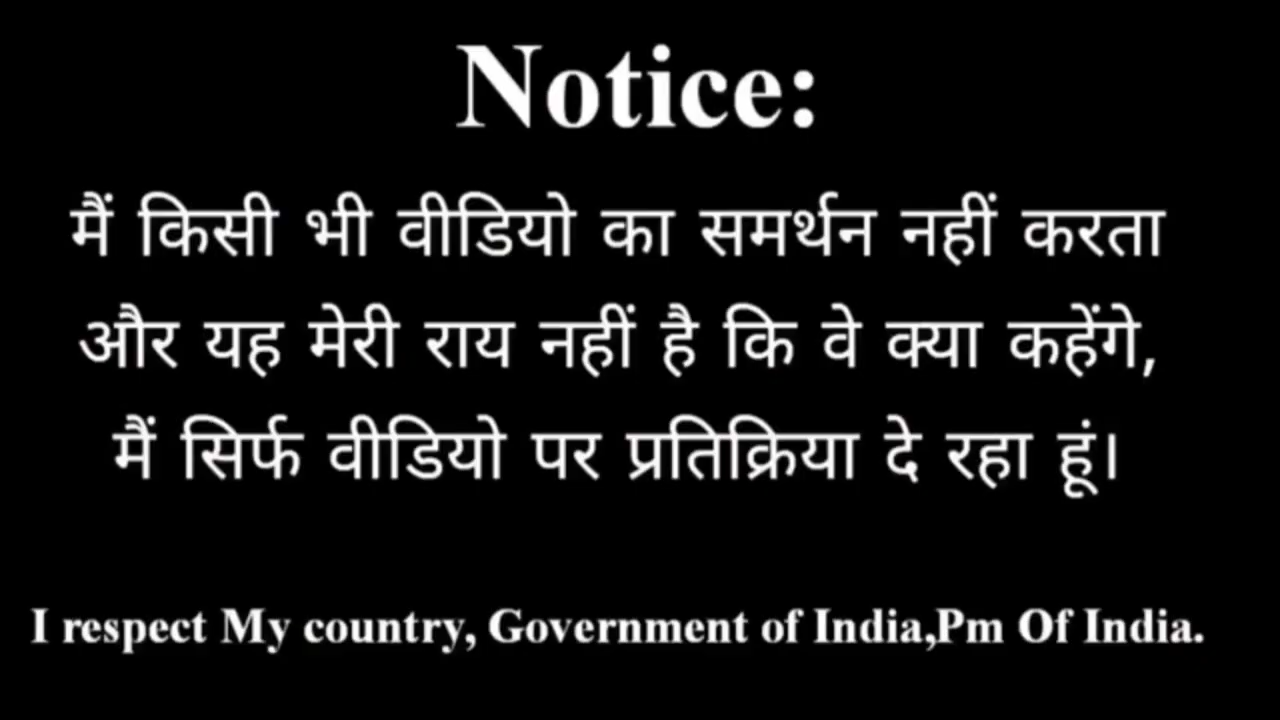 Notice:
मैं किसी भी वीडियो का समर्थन नहीं करता
और यह मेरी राय नहीं है कि वे क्या कहेंगे,
मैं सिर्फ वीडियो पर प्रतिक्रिया दे रहा हूं।
I respect My country, Government of India,Pm Of India.